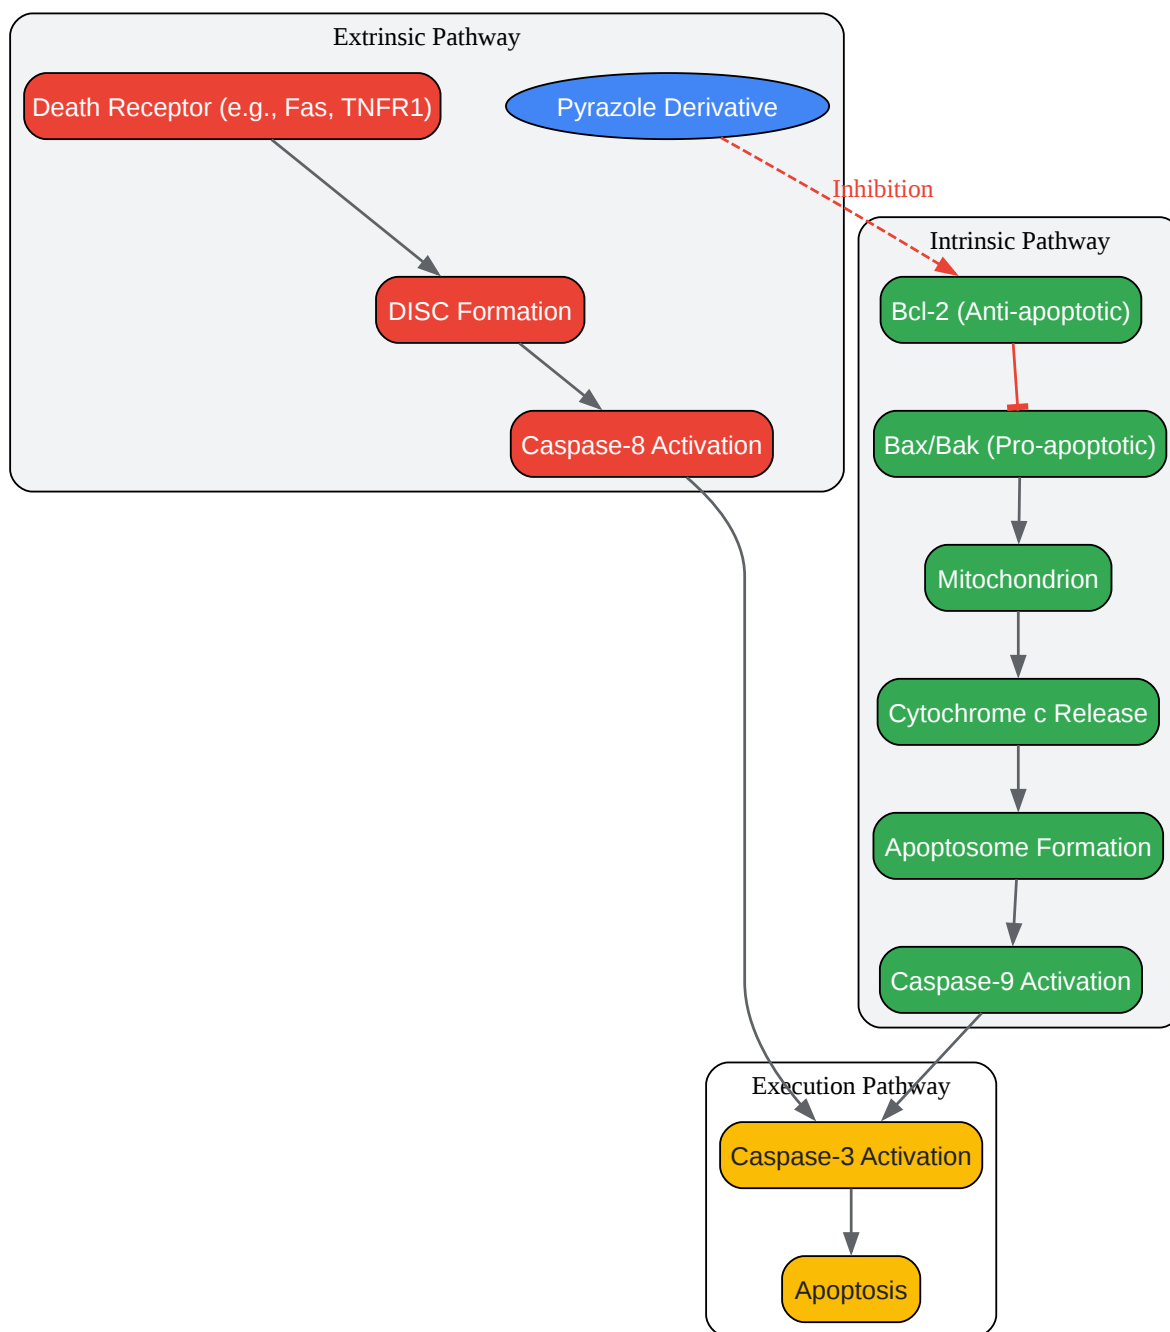 Extrinsic Pathway
Death Receptor (e.g., Fas, TNFR1)
Pyrazole Derivative
Inhibition
Intrinsic Pathway
DISC Formation
Bcl-2 (Anti-apoptotic)
Caspase-8 Activation
Bax/Bak (Pro-apoptotic)
Mitochondrion
Cytochrome c Release
Apoptosome Formation
Caspase-9 Activation
Execution Pathway
Caspase-3 Activation
Apoptosis